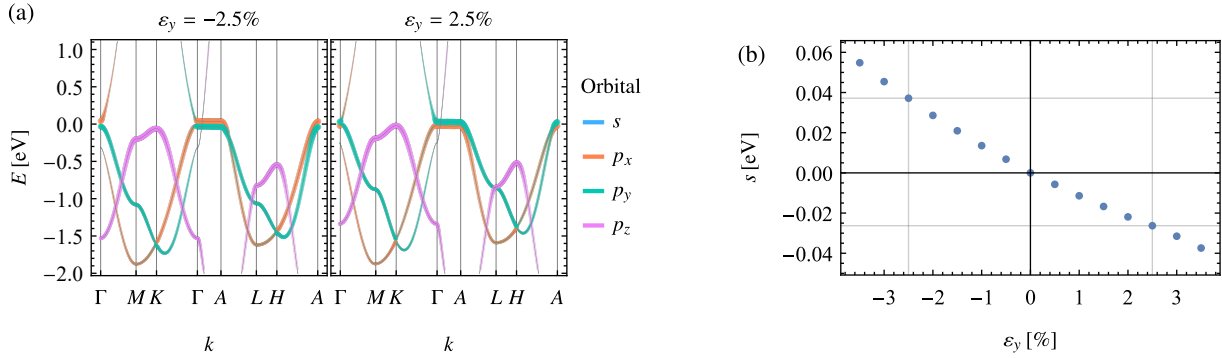 (a)
εy = −2.5%
εy = 2.5%
E [eV]
1.0
0.5
0.0
−0.5
−1.0
−1.5
−2.0
Γ M K Γ A L H A
Γ M K Γ A L H A
k
k
Orbital
s
px
py
pz
(b)
s [eV]
0.06
0.04
0.02
0.00
−0.02
−0.04
−3 −2 −1 0 1 2 3
εy [%]